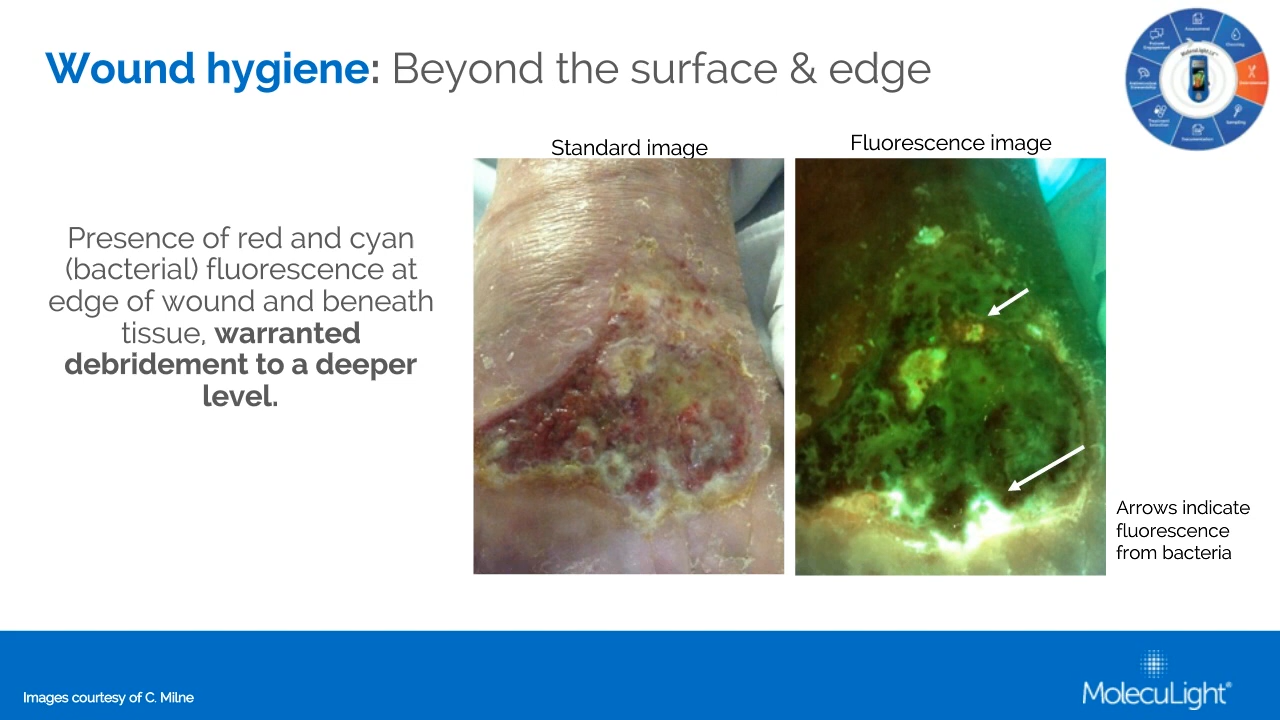 Wound hygiene: Beyond the surface & edge
Standard image
Fluorescence image
Presence of red and cyan
(bacterial) fluorescence at
edge of wound and beneath
tissue, warranted
debridement to a deeper
level.
Arrows indicate
fluorescence
from bacteria
Images courtesy of C. Milne
MolecuLight®